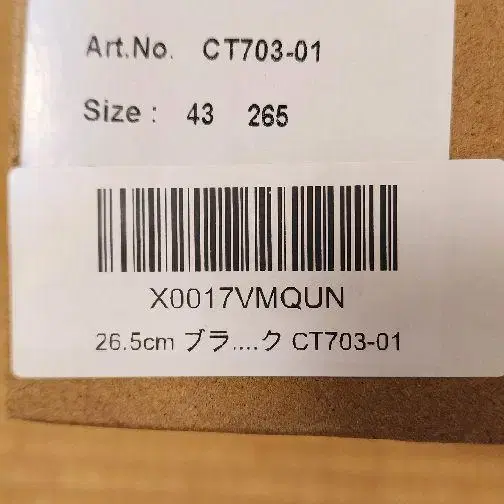 Art.No. CT703-01
Size : 43 265
X0017VMQUN
26.5cm ブラ....ク CT703-01